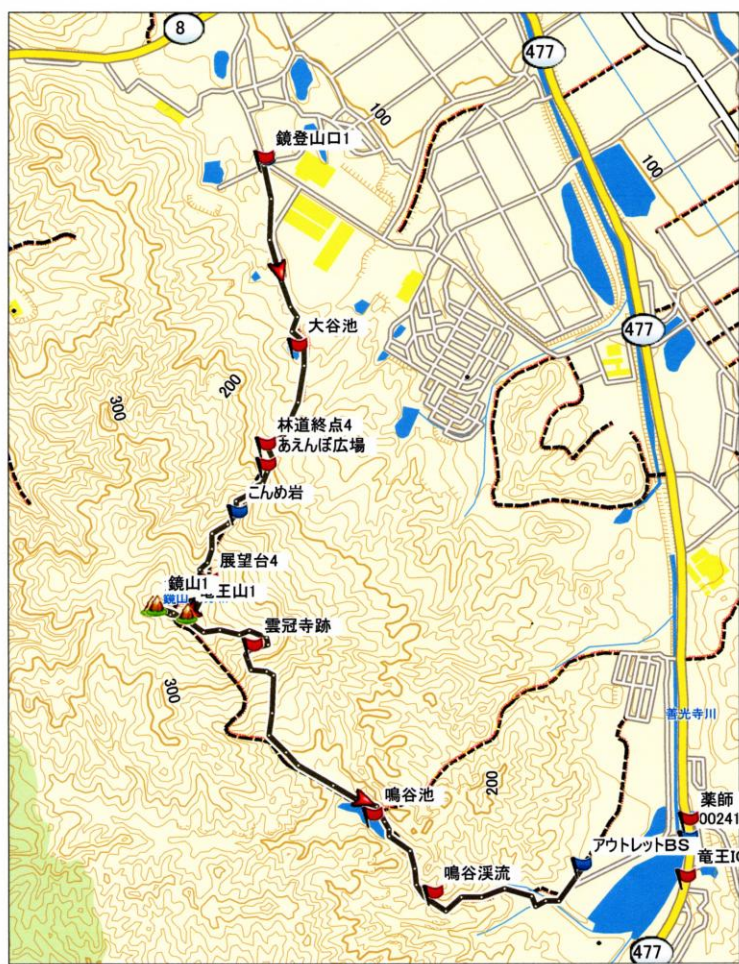 8
477
100
鏡登山口1
100
477
大谷池
200
300
林道終点4
あえんぼ広場
こんめ岩
展望台4
鏡山1
竜王山1
雲冠寺跡
300
善光寺川
200
鳴谷池
薬師
00241
アウトレットBS
竜王IC
鳴谷渓流
477